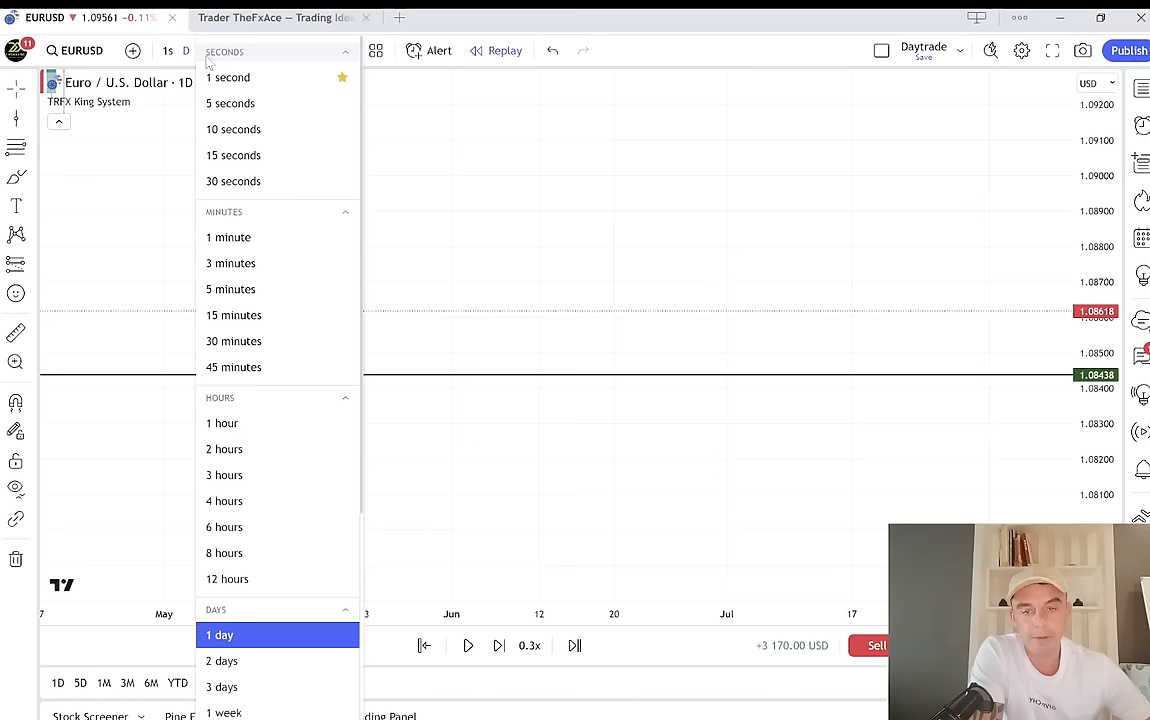 EURUSD ▼ 1.09561 −0.11%
Trader TheFxAce — Trading Idea
11
EURUSD
1s
D
Alert
Replay
Daytrade
Save
Publish
Euro / U.S. Dollar · 1D
TRFX King System
SECONDS
1 second
5 seconds
10 seconds
15 seconds
30 seconds
MINUTES
1 minute
3 minutes
5 minutes
15 minutes
30 minutes
45 minutes
HOURS
1 hour
2 hours
3 hours
4 hours
6 hours
8 hours
12 hours
DAYS
1 day
2 days
3 days
1 week
USD
1.09200
1.09100
1.09000
1.08900
1.08800
1.08700
1.08618
1.08500
1.08438
1.08400
1.08300
1.08200
1.08100
7
May
3
Jun
12
20
Jul
17
0.3x
+3 170.00 USD
Sell
1D 5D 1M 3M 6M YTD
Stock Screener
Pine E
ding Panel